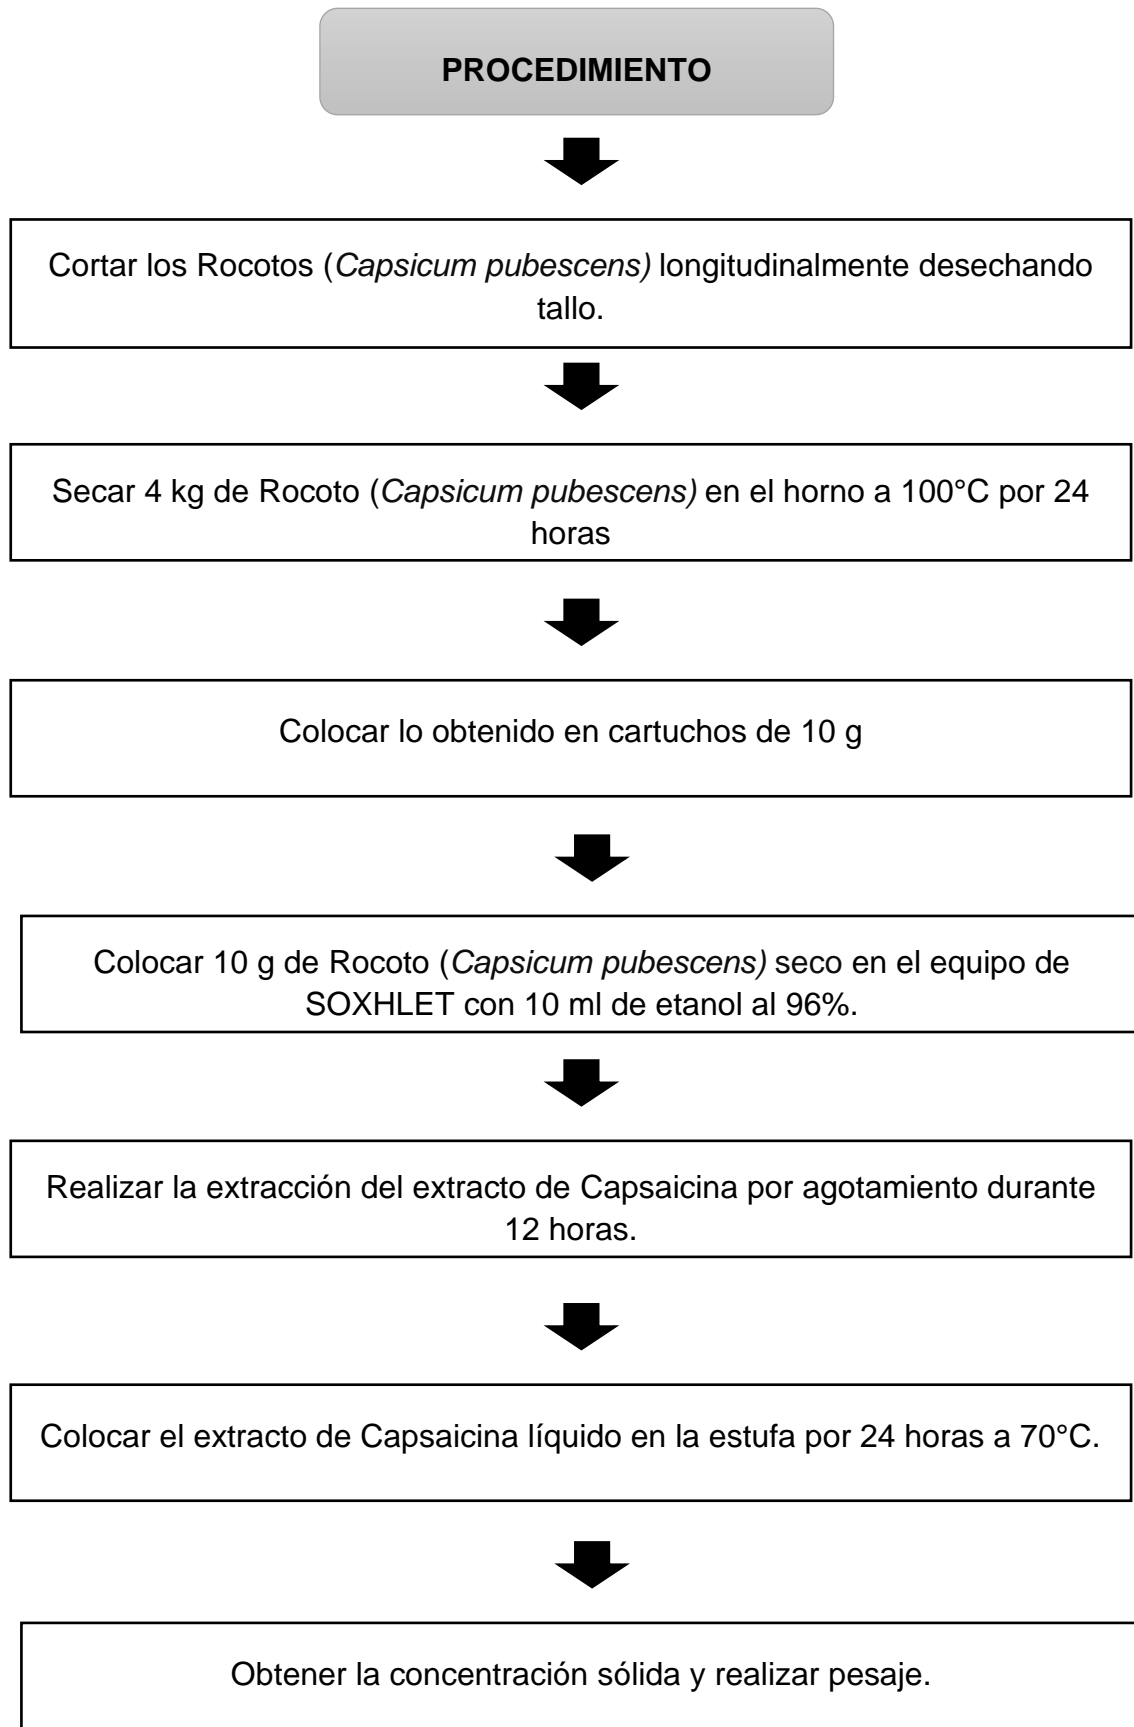 PROCEDIMIENTO
Cortar los Rocotos (Capsicum pubescens) longitudinalmente desechando
tallo.
Secar 4 kg de Rocoto (Capsicum pubescens) en el horno a 100°C por 24
horas
Colocar lo obtenido en cartuchos de 10 g
Colocar 10 g de Rocoto (Capsicum pubescens) seco en el equipo de
SOXHLET con 10 ml de etanol al 96%.
Realizar la extracción del extracto de Capsaicina por agotamiento durante
12 horas.
Colocar el extracto de Capsaicina líquido en la estufa por 24 horas a 70°C.
Obtener la concentración sólida y realizar pesaje.